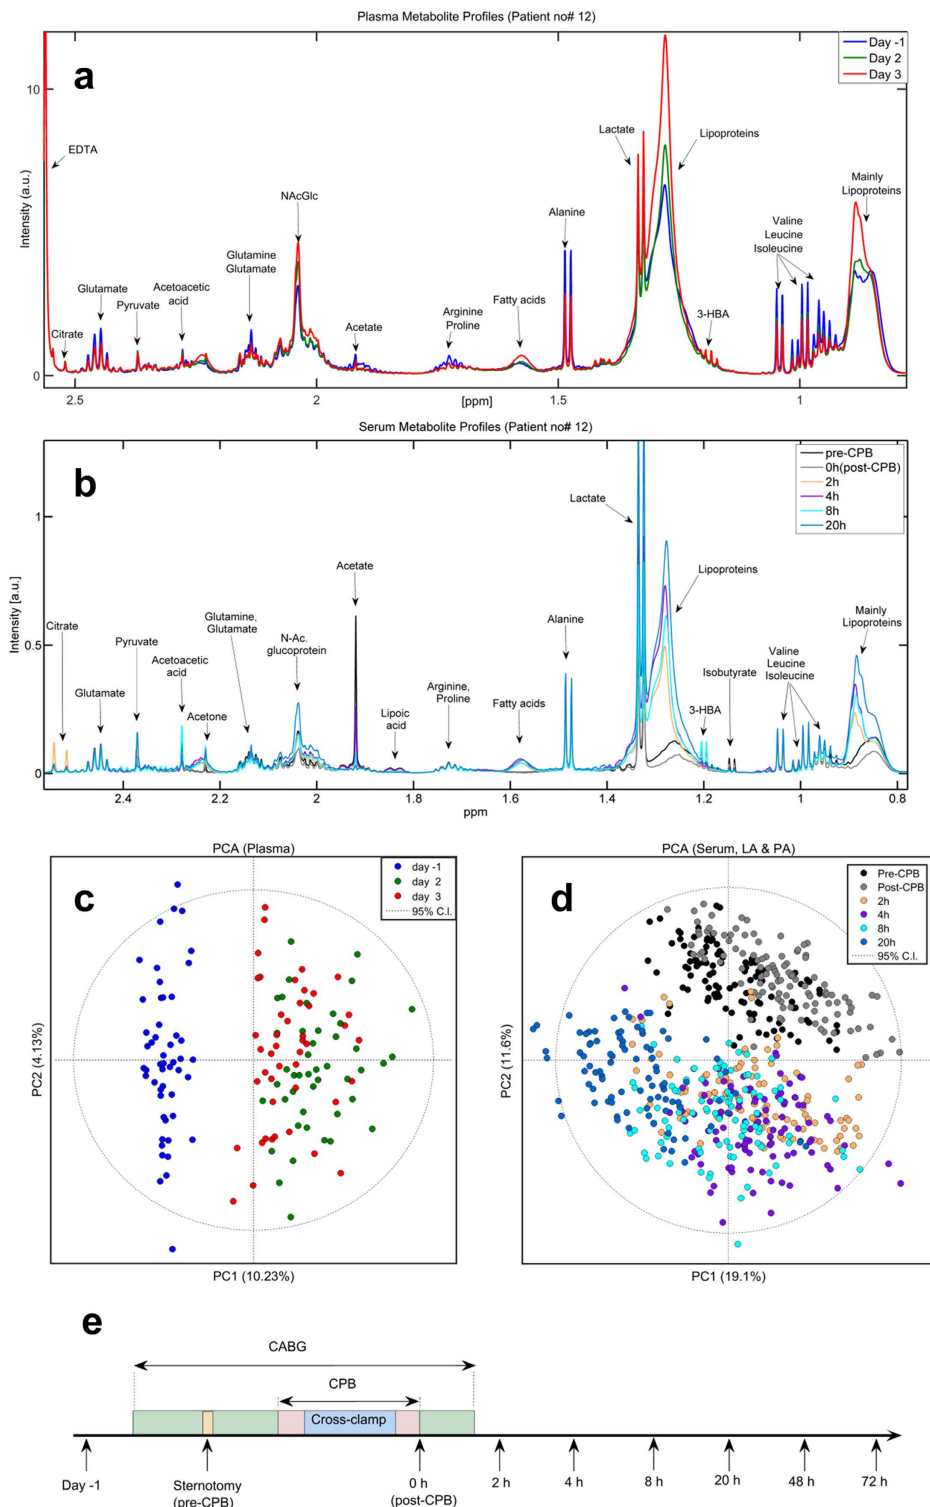 Plasma Metabolite Profiles (Patient no# 12)
a
Day -1
Day 2
Day 3
10
Intensity (a.u.)
0
EDTA
Citrate
Glutamate
Pyruvate
Acetoacetic
acid
Glutamine
Glutamate
NAcGlc
Acetate
Arginine
Proline
Fatty acids
Alanine
Lactate
Lipoproteins
3-HBA
Valine
Leucine
Isoleucine
Mainly
Lipoproteins
2.5
2
1.5
1
[ppm]
Serum Metabolite Profiles (Patient no# 12)
b
pre-CPB
0h(post-CPB)
2h
4h
8h
20h
1
0.5
0
Intensity [a.u.]
Citrate
Glutamate
Pyruvate
Acetoacetic
acid
Acetone
Glutamine,
Glutamate
N-Ac.
glucoprotein
Acetate
Lipoic
acid
Arginine,
Proline
Fatty acids
Alanine
Lactate
Lipoproteins
3-HBA
Isobutyrate
Valine
Leucine
Isoleucine
Mainly
Lipoproteins
2.4
2.2
2
1.8
1.6
1.4
1.2
1
0.8
ppm
PCA (Plasma)
c
day -1
day 2
day 3
95% C.I.
PC2 (4.13%)
PC1 (10.23%)
PCA (Serum, LA & PA)
d
Pre-CPB
Post-CPB
2h
4h
8h
20h
95% C.I.
PC2 (11.6%)
PC1 (19.1%)
e
CABG
CPB
Cross-clamp
Day -1
Sternotomy
(pre-CPB)
0 h
(post-CPB)
2 h
4 h
8 h
20 h
48 h
72 h